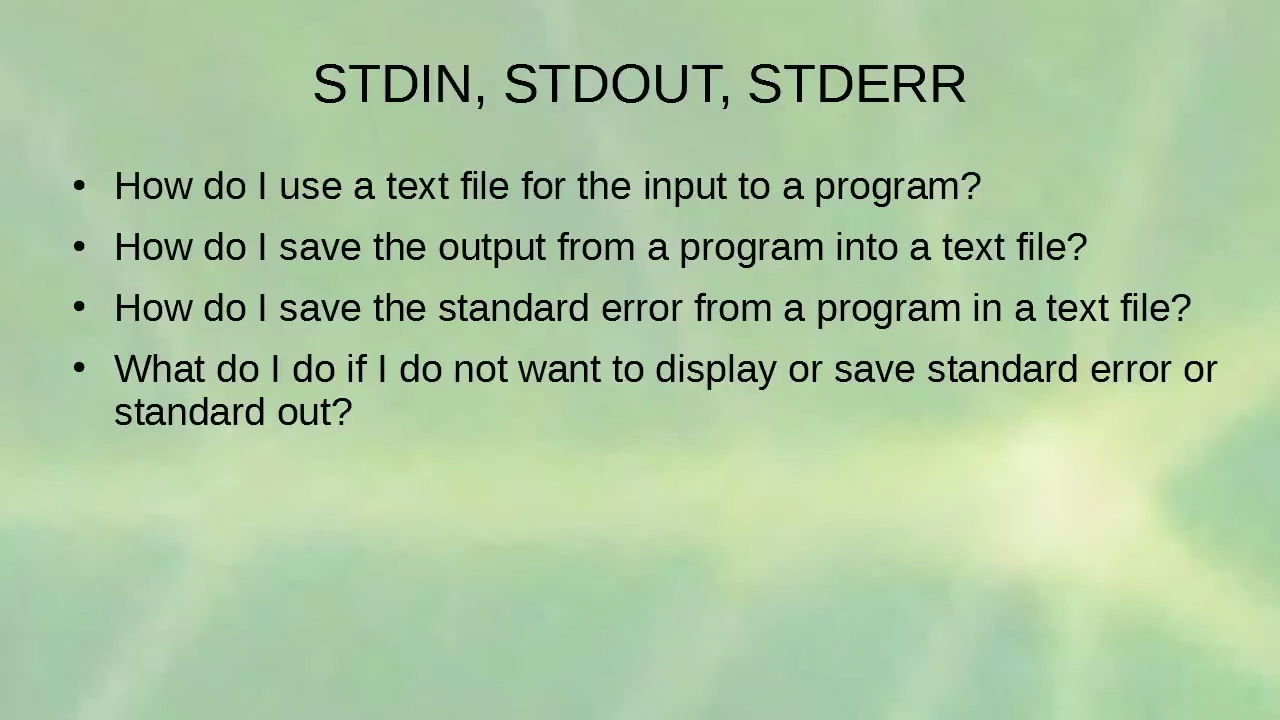 STDIN, STDOUT, STDERR
• How do I use a text file for the input to a program?
• How do I save the output from a program into a text file?
• How do I save the standard error from a program in a text file?
• What do I do if I do not want to display or save standard error or
standard out?